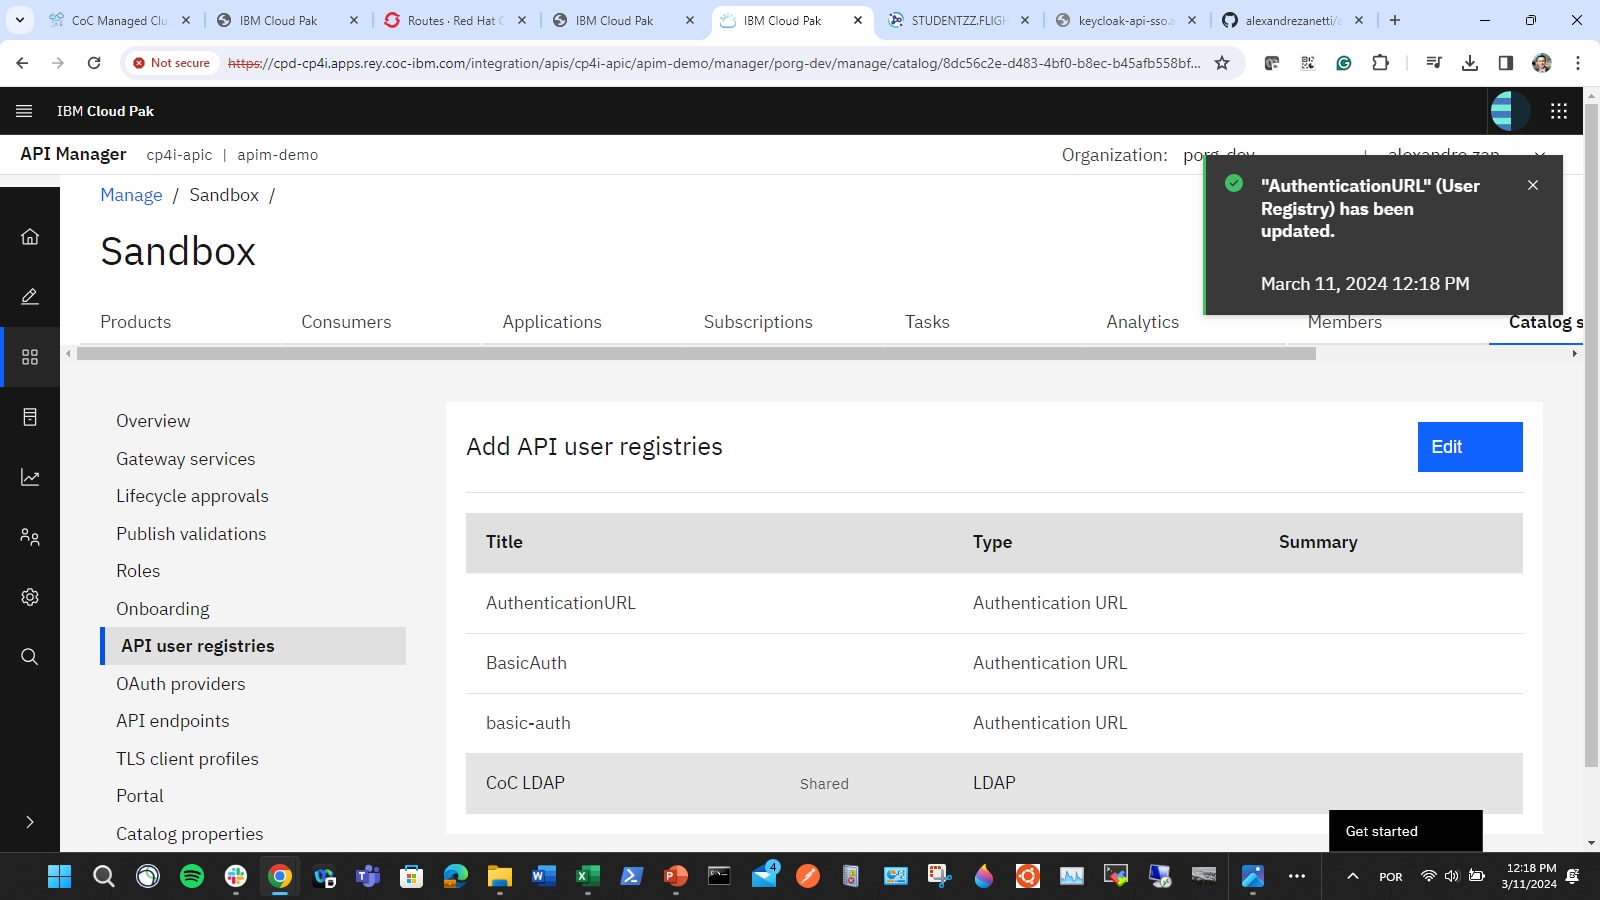 CoC Managed Clu
IBM Cloud Pak
Routes · Red Hat O
IBM Cloud Pak
IBM Cloud Pak
STUDENTZZ.FLIGH
keycloak-api-sso.a
alexandrezanetti/a
Not secure
https://cpd-cp4i.apps.rey.coc-ibm.com/integration/apis/cp4i-apic/apim-demo/manager/porg-dev/manage/catalog/8dc56c2e-d483-4bf0-b8ec-b45afb558bf...
IBM Cloud Pak
API Manager cp4i-apic | apim-demo
Organization: porg-dev
alexandre zan
Manage / Sandbox /
Sandbox
"AuthenticationURL" (User
Registry) has been
updated.
March 11, 2024 12:18 PM
Products
Consumers
Applications
Subscriptions
Tasks
Analytics
Members
Catalog s
Overview
Gateway services
Lifecycle approvals
Publish validations
Roles
Onboarding
API user registries
OAuth providers
API endpoints
TLS client profiles
Portal
Catalog properties
Add API user registries
Edit
Title Type Summary
AuthenticationURL Authentication URL
BasicAuth Authentication URL
basic-auth Authentication URL
CoC LDAP Shared LDAP
Get started
4
POR
12:18 PM
3/11/2024